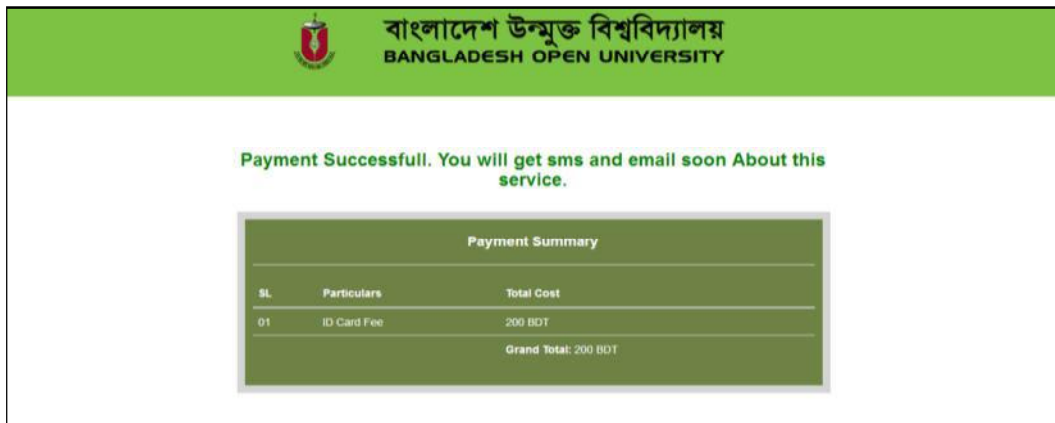 বাংলাদেশ উন্মুক্ত বিশ্ববিদ্যালয়
BANGLADESH OPEN UNIVERSITY
Payment Successfull. You will get sms and email soon About this
service.
Payment Summary
SL Particulars Total Cost
01 ID Card Fee 200 BDT
Grand Total: 200 BDT